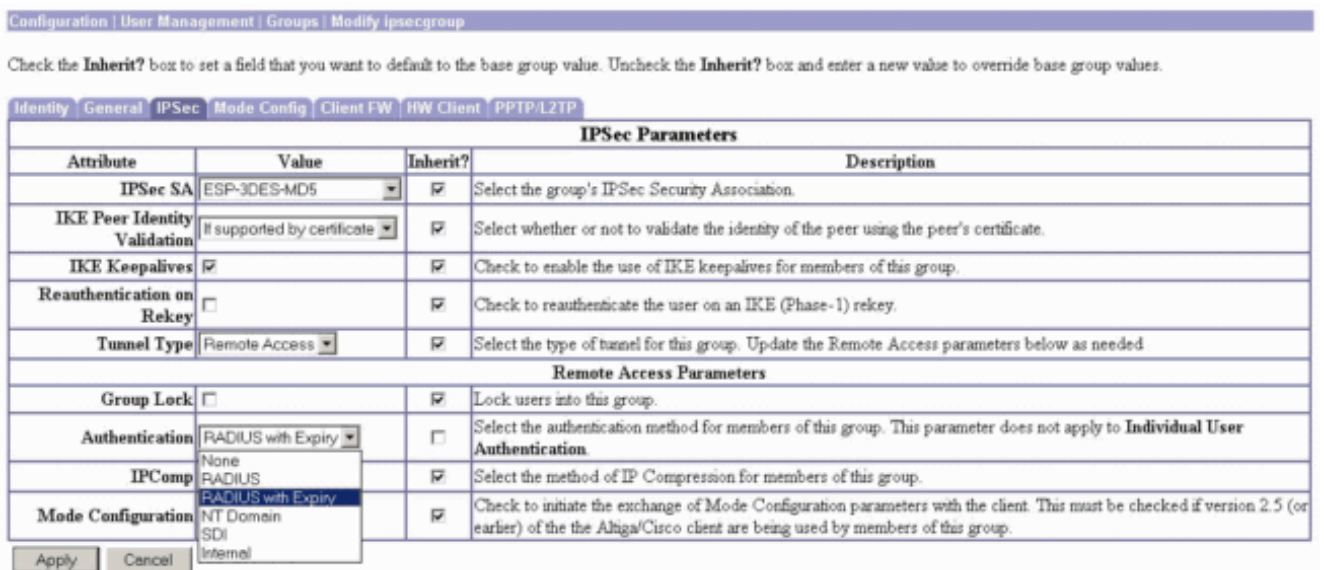 Configuration | User Management | Groups | Modify ipsecgroup
Check the Inherit? box to set a field that you want to default to the base group value. Uncheck the Inherit? box and enter a new value to override base group values.
Identity General IPSec Mode Config Client FW HW Client PPTP/L2TP
IPSec Parameters
Attribute Value Inherit? Description
IPSec SA ESP-3DES-MD5 Select the group's IPSec Security Association.
IKE Peer Identity
Validation If supported by certificate Select whether or not to validate the identity of the peer using the peer's certificate.
IKE Keepalives Check to enable the use of IKE keepalives for members of this group.
Reauthentication on
Rekey Check to reauthenticate the user on an IKE (Phase-1) rekey.
Tunnel Type Remote Access Select the type of tunnel for this group. Update the Remote Access parameters below as needed
Remote Access Parameters
Group Lock Lock users into this group.
Authentication RADIUS with Expiry Select the authentication method for members of this group. This parameter does not apply to Individual User
Authentication.
None
IPComp RADIUS Select the method of IP Compression for members of this group.
RADIUS with Expiry
Mode Configuration NT Domain Check to initiate the exchange of Mode Configuration parameters with the client. This must be checked if version 2.5 (or
SDI earlier) of the the Altiga/Cisco client are being used by members of this group.
Internal
Apply Cancel